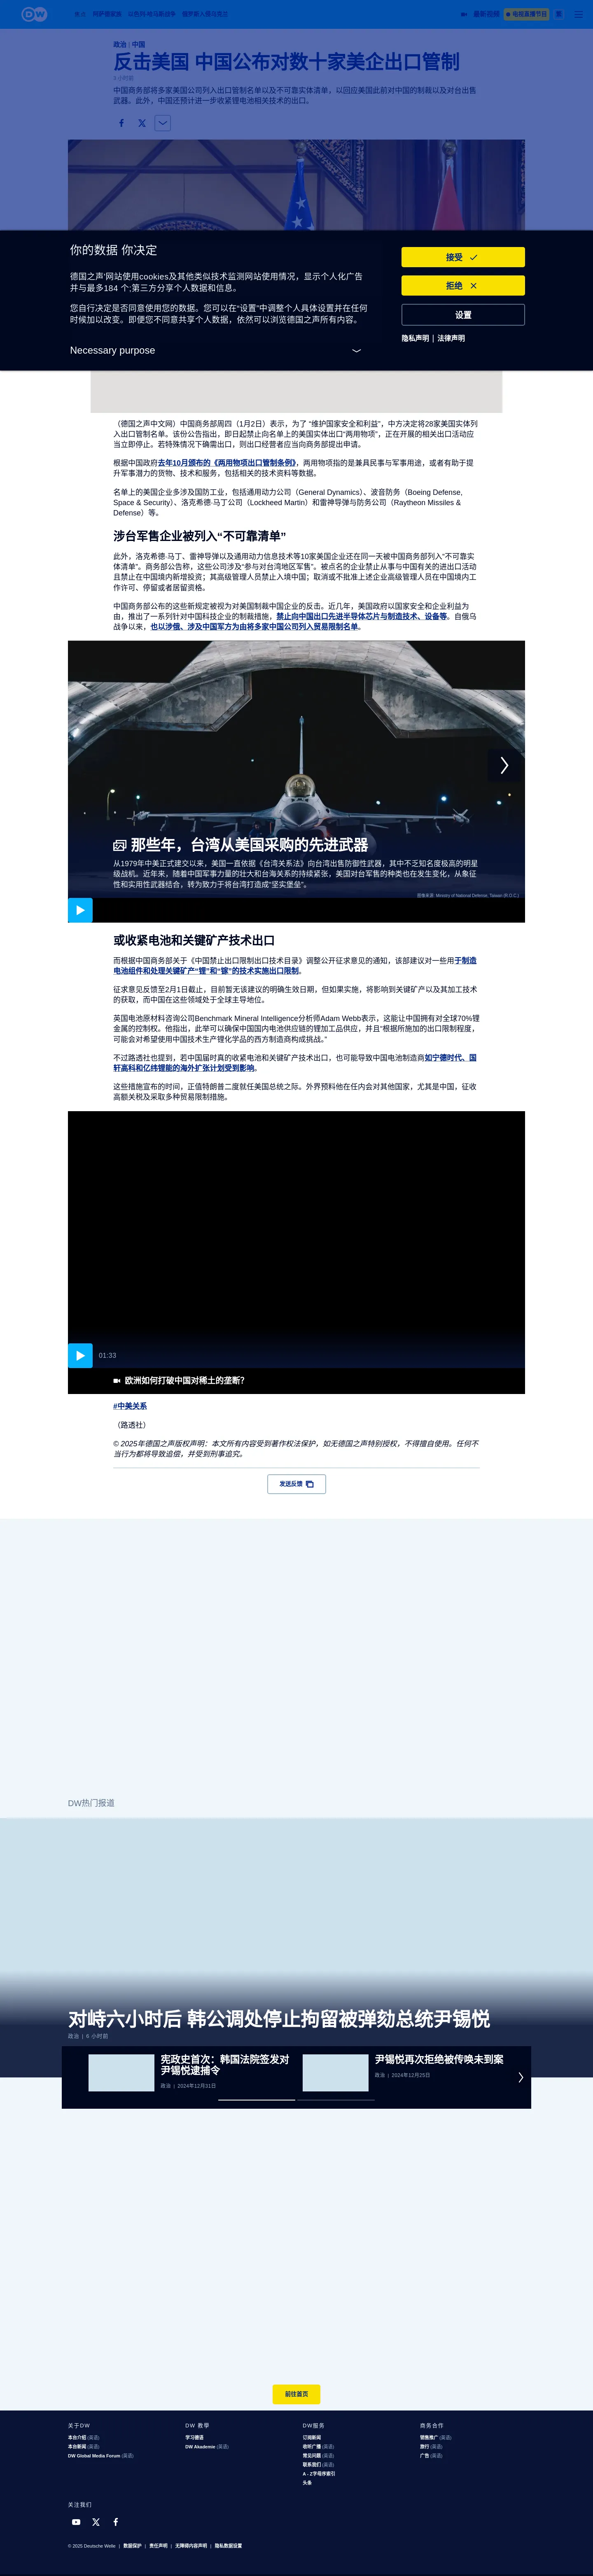 DW
最新视频
电视直播节目
政治 | 中国
反击美国 中国公布对数十家美企出口管制
中国商务部将多家美国公司列入出口管制名单以及不可靠实体清单，以回应美国此前对中国的制裁以及对台出售
武器。此外，中国还预计进一步收紧锂电池相关技术的出口。
你的数据 你决定
德国之声'网站使用cookies及其他类似技术监测网站使用情况，显示个人化广告
并与最多184 个;第三方分享个人数据和信息。
您自行决定是否同意使用您的数据。您可以在“设置”中调整个人具体设置并在任何
时候加以改变。即便您不同意共享个人数据，依然可以浏览德国之声所有内容。
Necessary purpose
接受
拒绝
设置
隐私声明 | 法律声明
（德国之声中文网）中国商务部周四（1月2日）表示，为了 “维护国家安全和利益”，中方决定将28家美国实体列
入出口管制名单。该份公告指出，即日起禁止向名单上的美国实体出口“两用物项”，正在开展的相关出口活动应
当立即停止。若特殊情况下确需出口，则出口经营者应当向商务部提出申请。
根据中国政府去年10月颁布的《两用物项出口管制条例》，两用物项指的是兼具民事与军事用途，或者有助于提
升军事潜力的货物、技术和服务，包括相关的技术资料等数据。
名单上的美国企业多涉及国防工业，包括通用动力公司（General Dynamics）、波音防务（Boeing Defense,
Space & Security）、洛克希德·马丁公司（Lockheed Martin）和雷神导弹与防务公司（Raytheon Missiles &
Defense）等。
涉台军售企业被列入“不可靠清单”
此外，洛克希德·马丁、雷神导弹以及通用动力信息技术等10家美国企业还在同一天被中国商务部列入“不可靠实
体清单”。商务部公告称，这些公司涉及“参与对台湾地区军售”。被点名的企业禁止从事与中国有关的进出口活动
且禁止在中国境内新增投资；其高级管理人员禁止入境中国；取消或不批准上述企业高级管理人员在中国境内工
作许可、停留或者居留资格。
中国商务部公布的这些新规定被视为对美国制裁中国企业的反击。近几年，美国政府以国家安全和企业利益为
由，推出了一系列针对中国科技企业的制裁措施，禁止向中国出口先进半导体芯片与制造技术、设备等。自俄乌
战争以来，也以涉俄、涉及中国军方为由将多家中国公司列入贸易限制名单。
那些年，台湾从美国采购的先进武器
从1979年中美正式建交以来，美国一直依据《台湾关系法》向台湾出售防御性武器，其中不乏知名度极高的明星
级战机。近年来，随着中国军事力量的壮大和台海关系的持续紧张，美国对台军售的种类也在发生变化，从象征
性和实用性武器结合，转为致力于将台湾打造成“坚实堡垒”。
图像来源: Ministry of National Defense, Taiwan (R.O.C.)
或收紧电池和关键矿产技术出口
而根据中国商务部关于《中国禁止出口限制出口技术目录》调整公开征求意见的通知，该部建议对一些用于制造
电池组件和处理关键矿产“锂”和“镓”的技术实施出口限制。
征求意见反馈至2月1日截止，目前暂无该建议的明确生效日期，但如果实施，将影响到关键矿产以及其加工技术
的获取，而中国在这些领域处于全球主导地位。
英国电池原材料咨询公司Benchmark Mineral Intelligence分析师Adam Webb表示，这能让中国拥有对全球70%锂
金属的控制权。他指出，此举可以确保中国国内电池供应链的锂加工品供应，并且“根据所施加的出口限制程度，
可能会对希望使用中国技术生产锂化学品的西方制造商构成挑战。”
不过路透社也提到，若中国届时真的收紧电池和关键矿产技术出口，也可能导致中国电池制造商如宁德时代、国
轩高科和亿纬锂能的海外扩张计划受到影响。
这些措施宣布的时间，正值特朗普二度就任美国总统之际。外界预料他在任内会对其他国家，尤其是中国，征收
高额关税及采取多种贸易限制措施。
01:33
欧洲如何打破中国对稀土的垄断？
#中美关系
（路透社）
© 2025年德国之声版权声明：本文所有内容受到著作权法保护，如无德国之声特别授权，不得擅自使用。任何不
当行为都将导致追偿，并受到刑事追究。
发送反馈
DW热门报道
对峙六小时后 韩公调处停止拘留被弹劾总统尹锡悦
政治 | 6 小时前
宪政史首次：韩国法院签发对
尹锡悦逮捕令
政治 | 2024年12月31日
尹锡悦再次拒绝被传唤未到案
政治 | 2024年12月25日
前往首页
关于DW
本台介绍 (英语)
本台新闻 (英语)
DW Global Media Forum (英语)
DW 教学
学习德语
DW Akademie (英语)
DW服务
订阅新闻
收听广播 (英语)
常见问题 (英语)
联系我们 (英语)
A - Z字母序索引
头条
商务合作
销售推广 (英语)
旅行 (英语)
广告 (英语)
关注我们
© 2025 Deutsche Welle | 数据保护 | 责任声明 | 无障碍内容声明 | 隐私数据设置